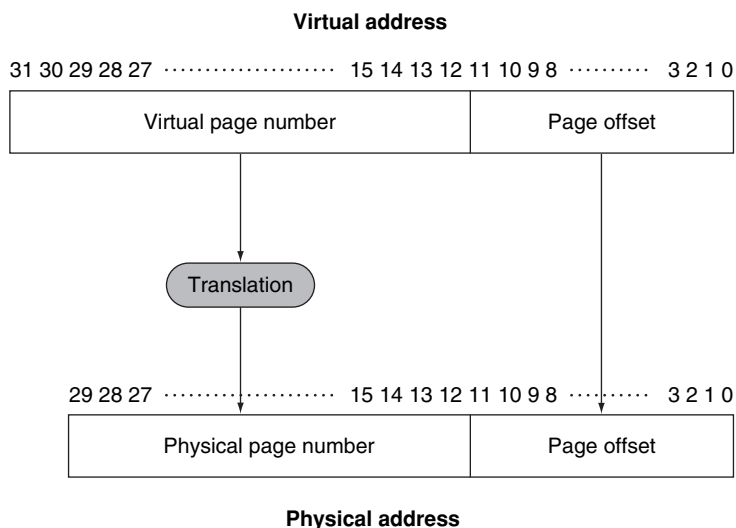 Virtual address
31 30 29 28 27 ····················· 15 14 13 12 11 10 9 8 ·········· 3 2 1 0
Virtual page number Page offset
Translation
29 28 27 ····················· 15 14 13 12 11 10 9 8 ·········· 3 2 1 0
Physical page number Page offset
Physical address